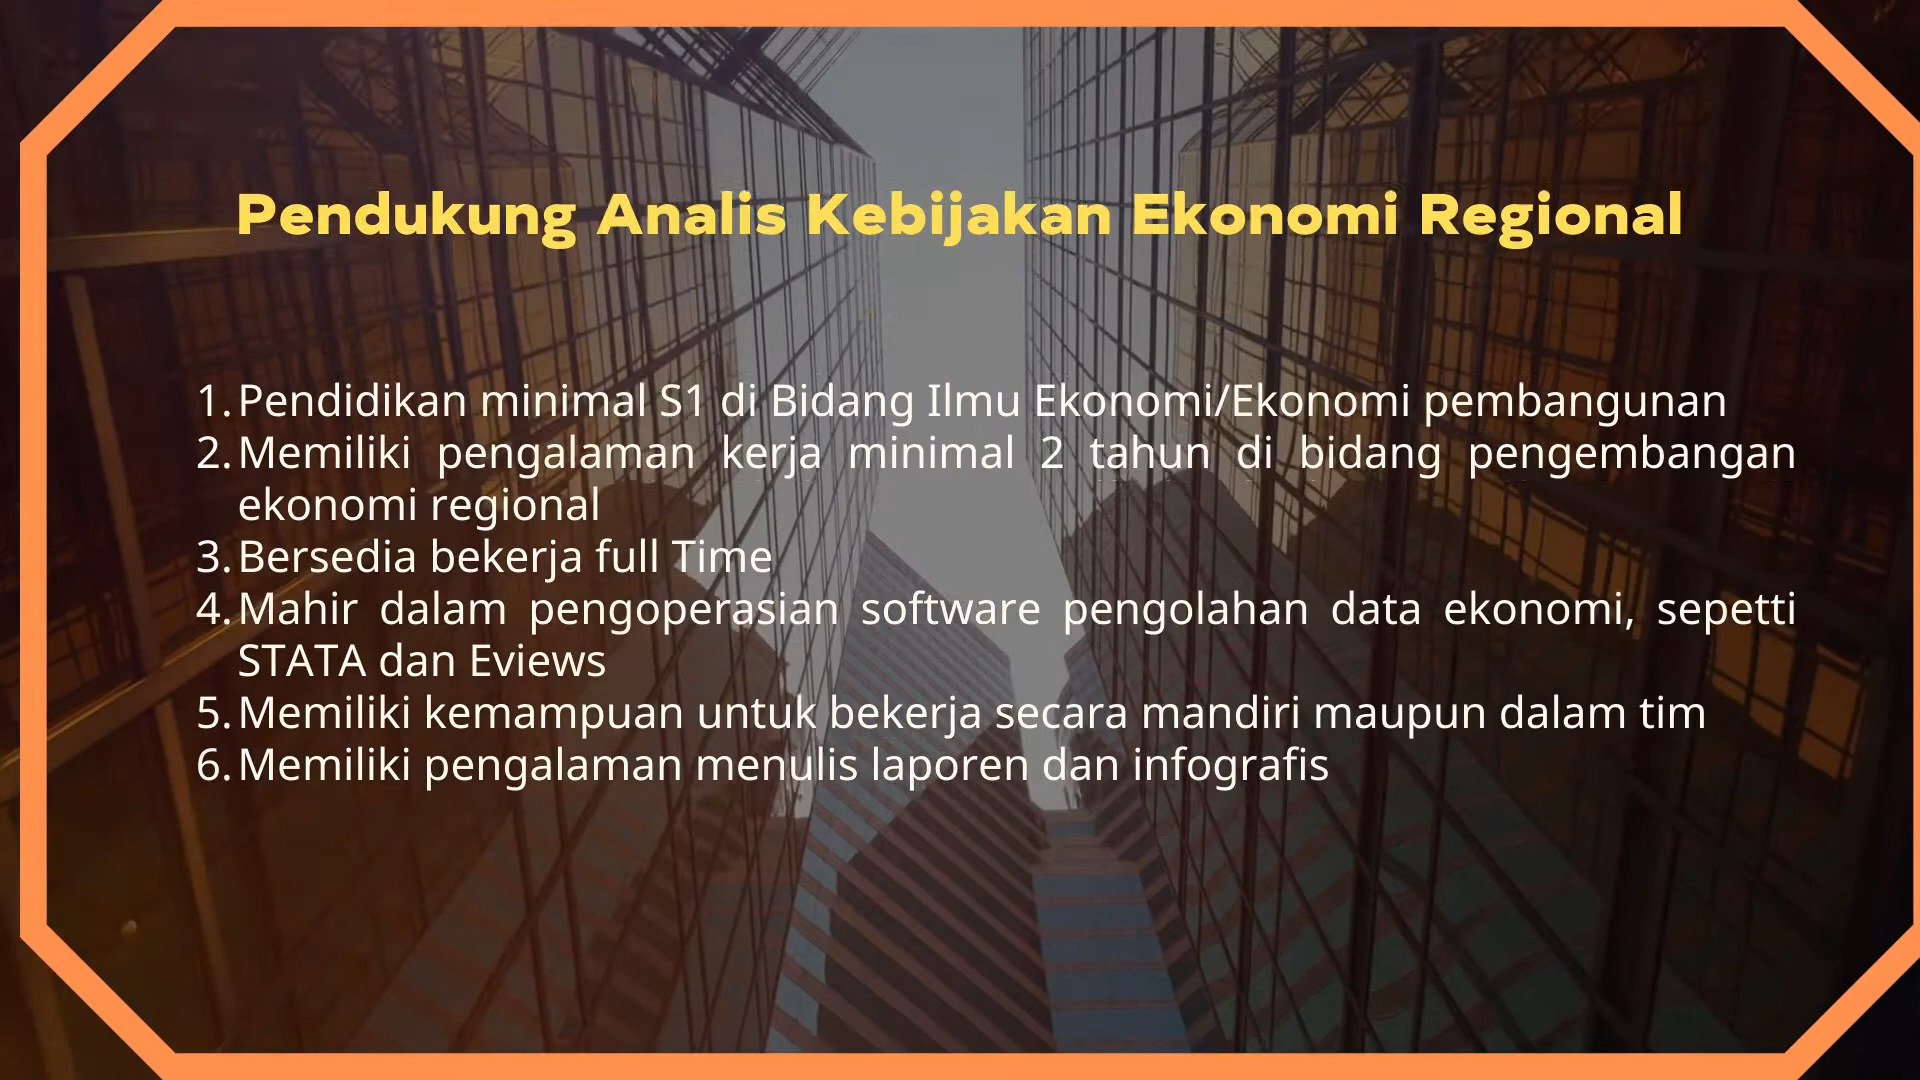 Pendukung Analis Kebijakan Ekonomi Regional
1. Pendidikan minimal S1 di Bidang Ilmu Ekonomi/Ekonomi pembangunan
2. Memiliki pengalaman kerja minimal 2 tahun di bidang pengembangan
ekonomi regional
3. Bersedia bekerja full Time
4. Mahir dalam pengoperasian software pengolahan data ekonomi, sepetti
STATA dan Eviews
5. Memiliki kemampuan untuk bekerja secara mandiri maupun dalam tim
6. Memiliki pengalaman menulis laporen dan infografis